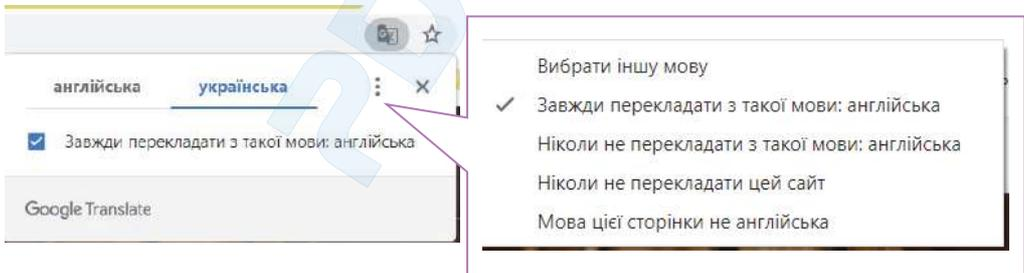 англійська українська
Завжди перекладати з такої мови: англійська
Google Translate
Вибрати іншу мову
Завжди перекладати з такої мови: англійська
Ніколи не перекладати з такої мови: англійська
Ніколи не перекладати цей сайт
Мова цієї сторінки не англійська